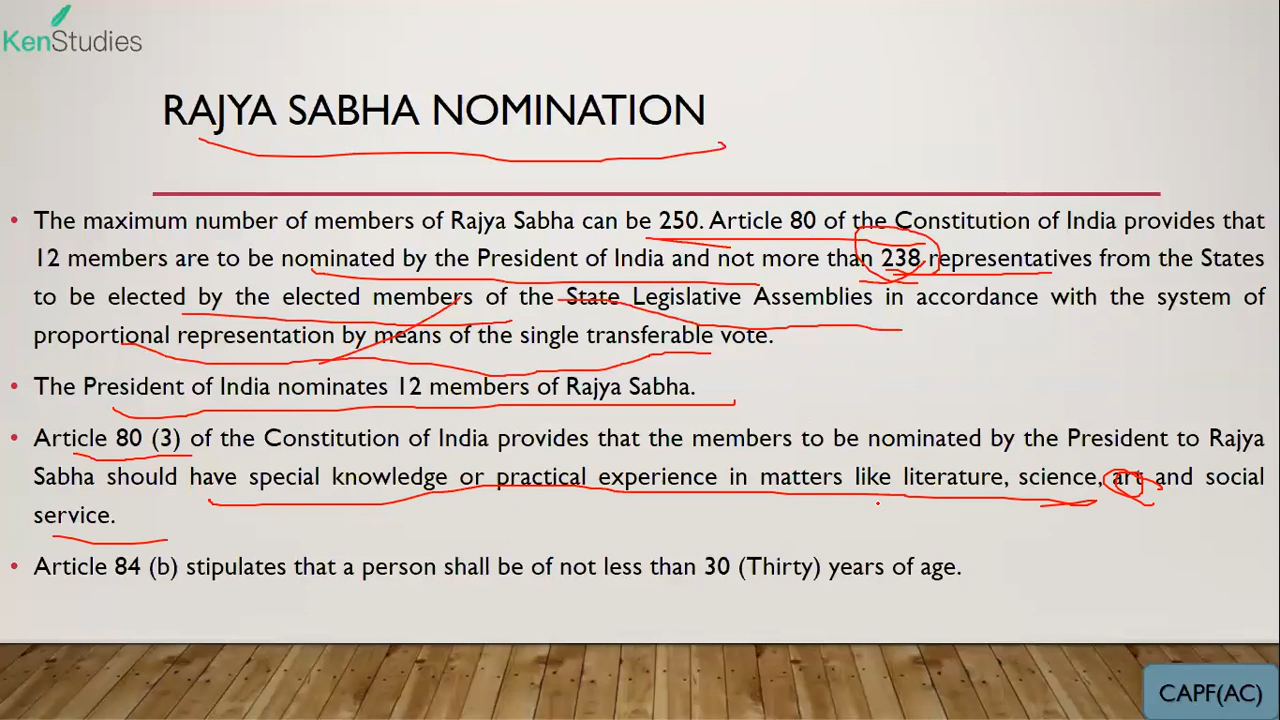 KenStudies
RAJYA SABHA NOMINATION
• The maximum number of members of Rajya Sabha can be 250. Article 80 of the Constitution of India provides that
12 members are to be nominated by the President of India and not more than 238 representatives from the States
to be elected by the elected members of the State Legislative Assemblies in accordance with the system of
proportional representation by means of the single transferable vote.
• The President of India nominates 12 members of Rajya Sabha.
• Article 80 (3) of the Constitution of India provides that the members to be nominated by the President to Rajya
Sabha should have special knowledge or practical experience in matters like literature, science, art and social
service.
• Article 84 (b) stipulates that a person shall be of not less than 30 (Thirty) years of age.
CAPF(AC)